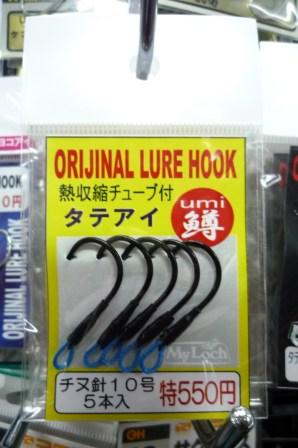 ORIJINAL LURE HOOK
熱収縮チューブ付
タテアイ
umi
鱒
MyLoch
チヌ針10号
5本入
特550円